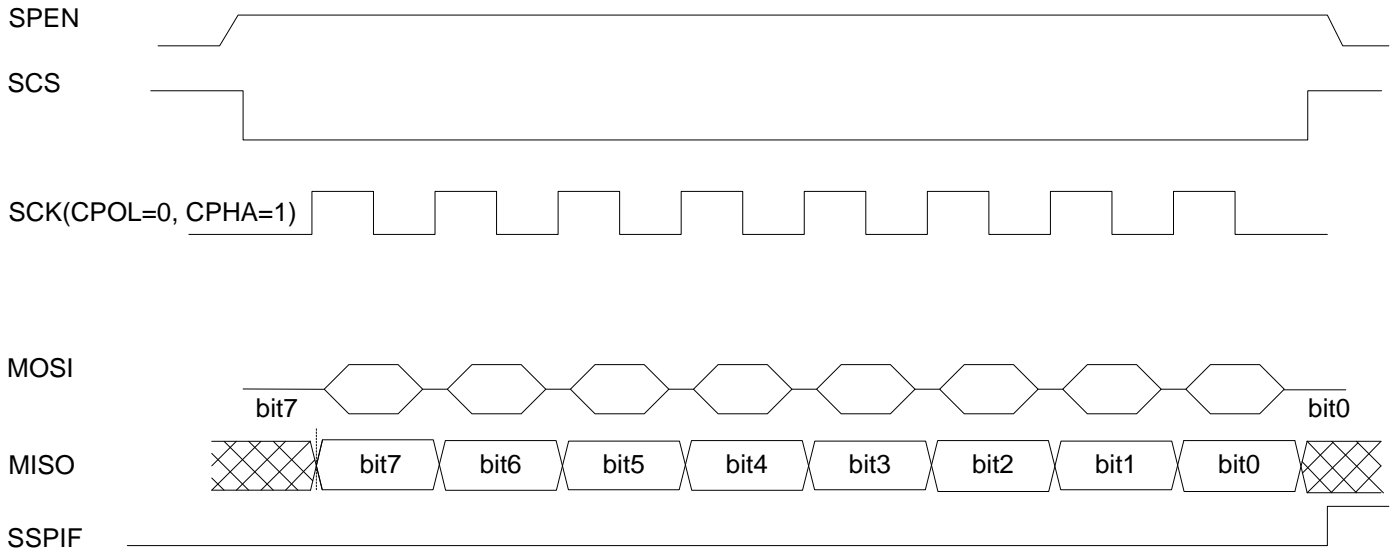 SPEN
SCS
SCK(CPOL=0, CPHA=1)
MOSI
bit7
bit0
MISO
bit7
bit6
bit5
bit4
bit3
bit2
bit1
bit0
SSPIF